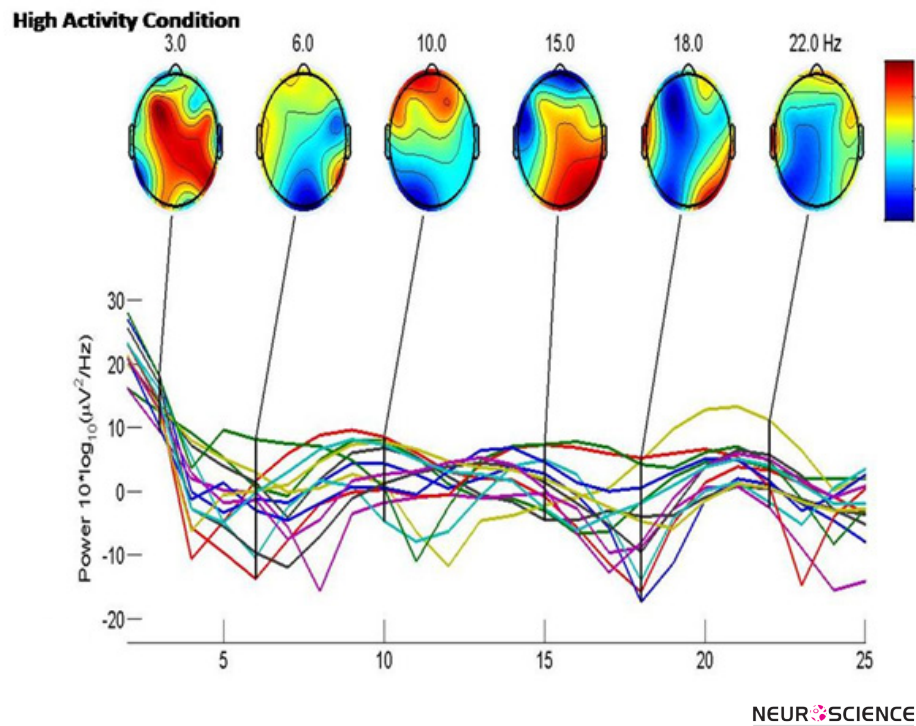 High Activity Condition
3.0 6.0 10.0 15.0 18.0 22.0 Hz
30
20
10
0
-10
-20
Power 10*log₁₀(μV²/Hz)
5 10 15 20 25
NEUROSCIENCE